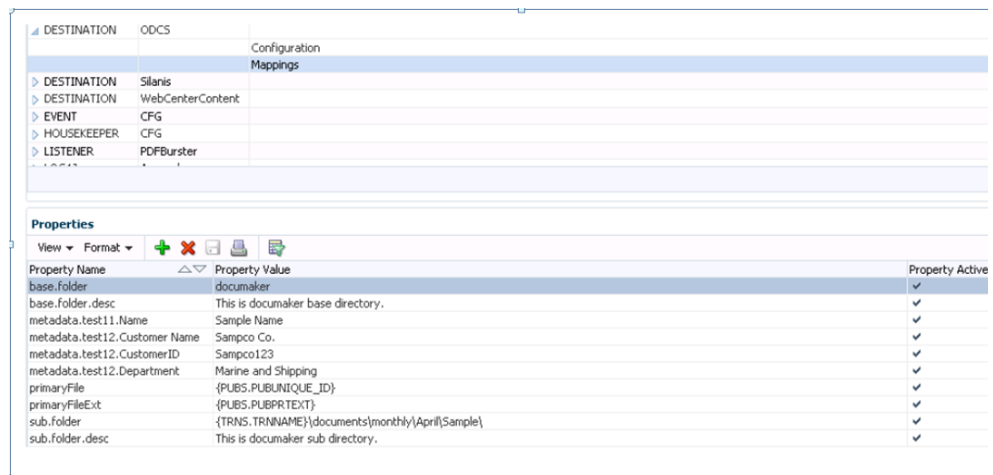 DESTINATION ODCS
Configuration
Mappings
DESTINATION Silanis
DESTINATION WebCenterContent
EVENT CFG
HOUSEKEEPER CFG
LISTENER PDFBurster
Properties
View Format
Property Name Property Value Property Active
base.folder documaker
base.folder.desc This is documaker base directory.
metadata.test11.Name Sample Name
metadata.test12.Customer Name Sampco Co.
metadata.test12.CustomerID Sampco123
metadata.test12.Department Marine and Shipping
primaryFile {PUBS.PUBUNIQUE_ID}
primaryFileExt {PUBS.PUBPRTEXT}
sub.folder {TRNS.TRNNAME}\documents\monthly\April\Sample\
sub.folder.desc This is documaker sub directory.